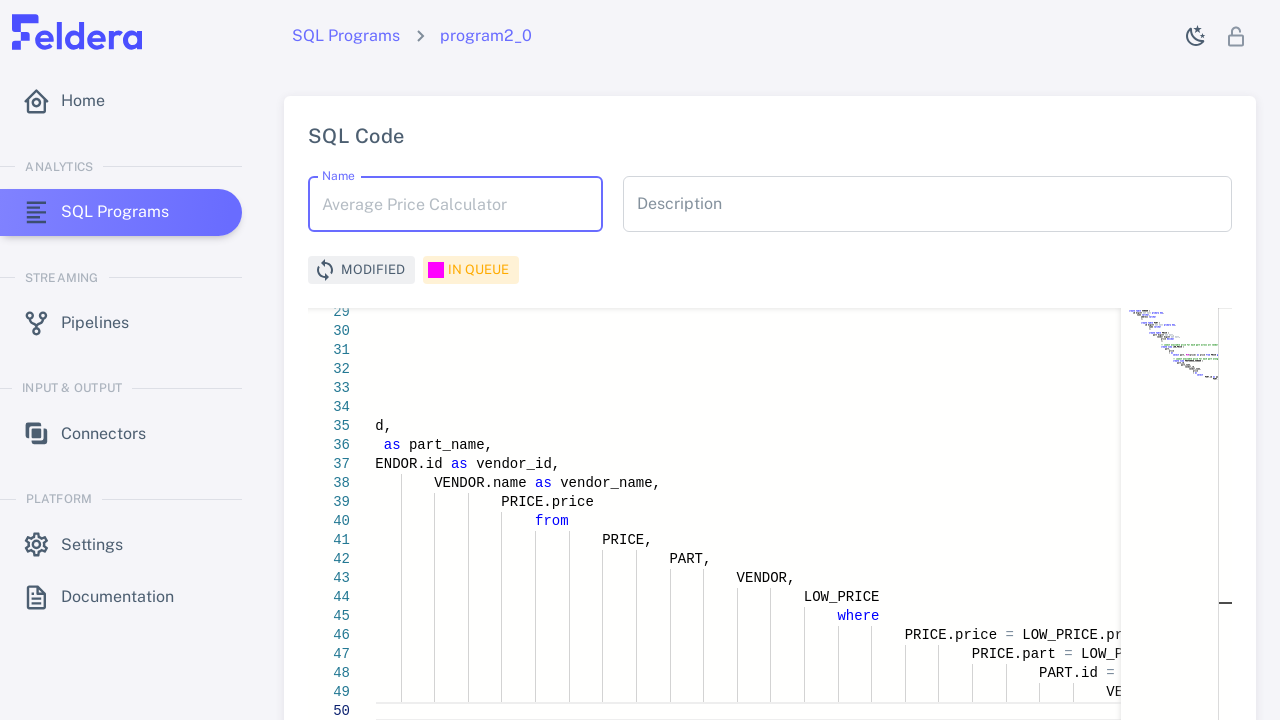 Feldera
SQL Programs > program2_0
Home
ANALYTICS
SQL Programs
STREAMING
Pipelines
INPUT & OUTPUT
Connectors
PLATFORM
Settings
Documentation
SQL Code
Name
Average Price Calculator
Description
MODIFIED
IN QUEUE
29
30
31
32
33
34
35 d,
36 as part_name,
37 ENDOR.id as vendor_id,
38 VENDOR.name as vendor_name,
39 PRICE.price
40 from
41 PRICE,
42 PART,
43 VENDOR,
44 LOW_PRICE
45 where
46 PRICE.price = LOW_PRICE.pr
47 PRICE.part = LOW_P
48 PART.id =
49 VE
50